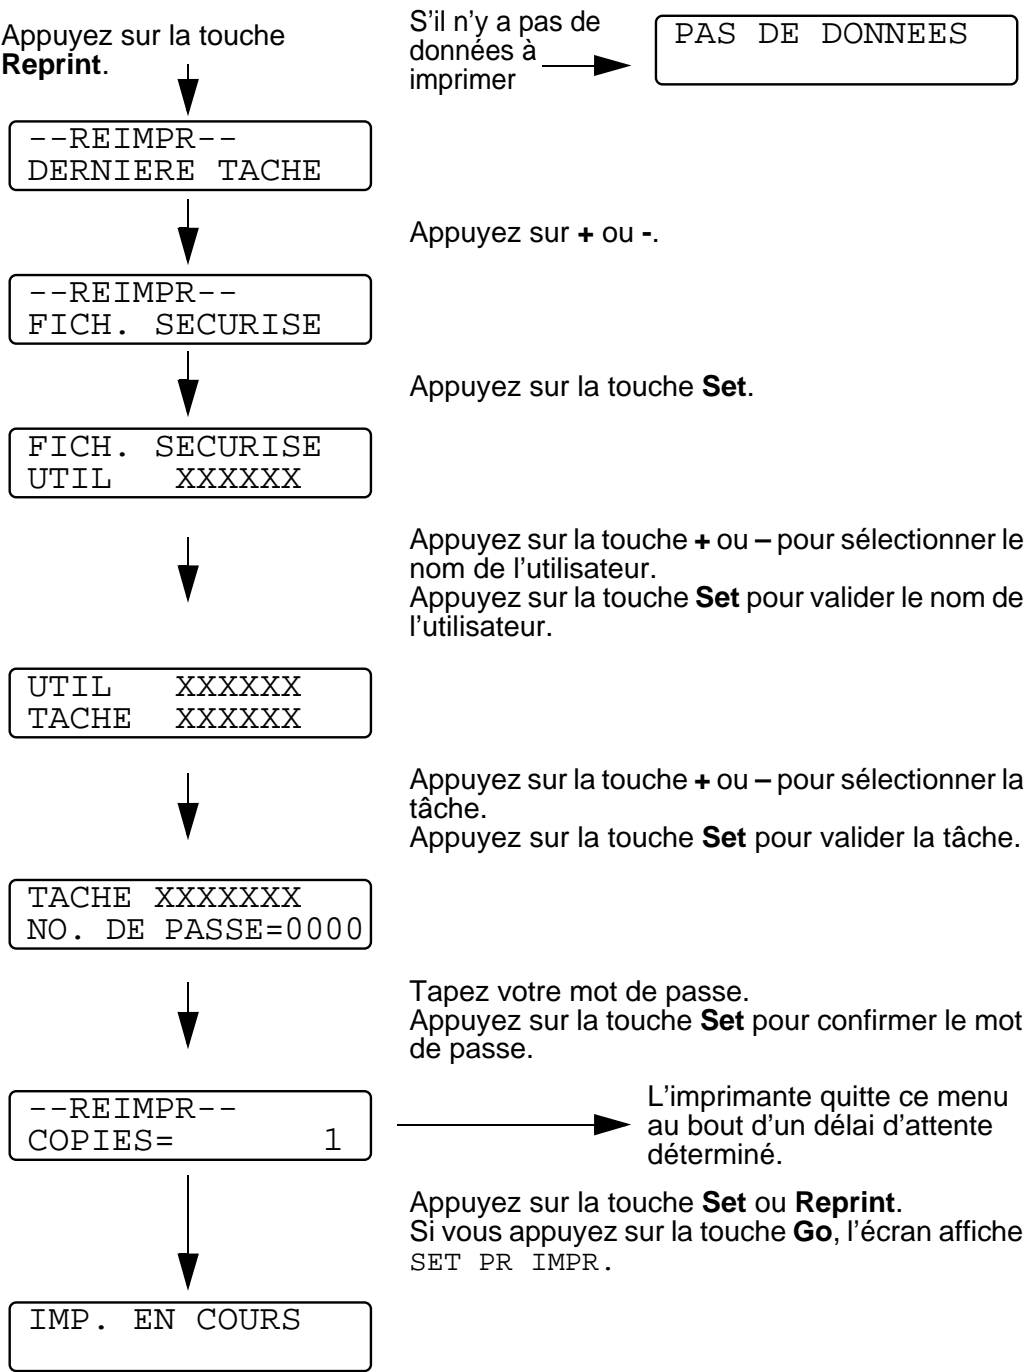 Appuyez sur la touche
Reprint.
S'il n'y a pas de
données à
imprimer
PAS DE DONNEES
--REIMPR--
DERNIERE TACHE
Appuyez sur + ou -.
--REIMPR--
FICH. SECURISE
Appuyez sur la touche Set.
FICH. SECURISE
UTIL XXXXXX
Appuyez sur la touche + ou – pour sélectionner le
nom de l'utilisateur.
Appuyez sur la touche Set pour valider le nom de
l'utilisateur.
UTIL XXXXXX
TACHE XXXXXX
Appuyez sur la touche + ou – pour sélectionner la
tâche.
Appuyez sur la touche Set pour valider la tâche.
TACHE XXXXXXX
NO. DE PASSE=0000
Tapez votre mot de passe.
Appuyez sur la touche Set pour confirmer le mot
de passe.
--REIMPR--
COPIES= 1
L'imprimante quitte ce menu
au bout d'un délai d'attente
déterminé.
Appuyez sur la touche Set ou Reprint.
Si vous appuyez sur la touche Go, l'écran affiche
SET PR IMPR.
IMP. EN COURS